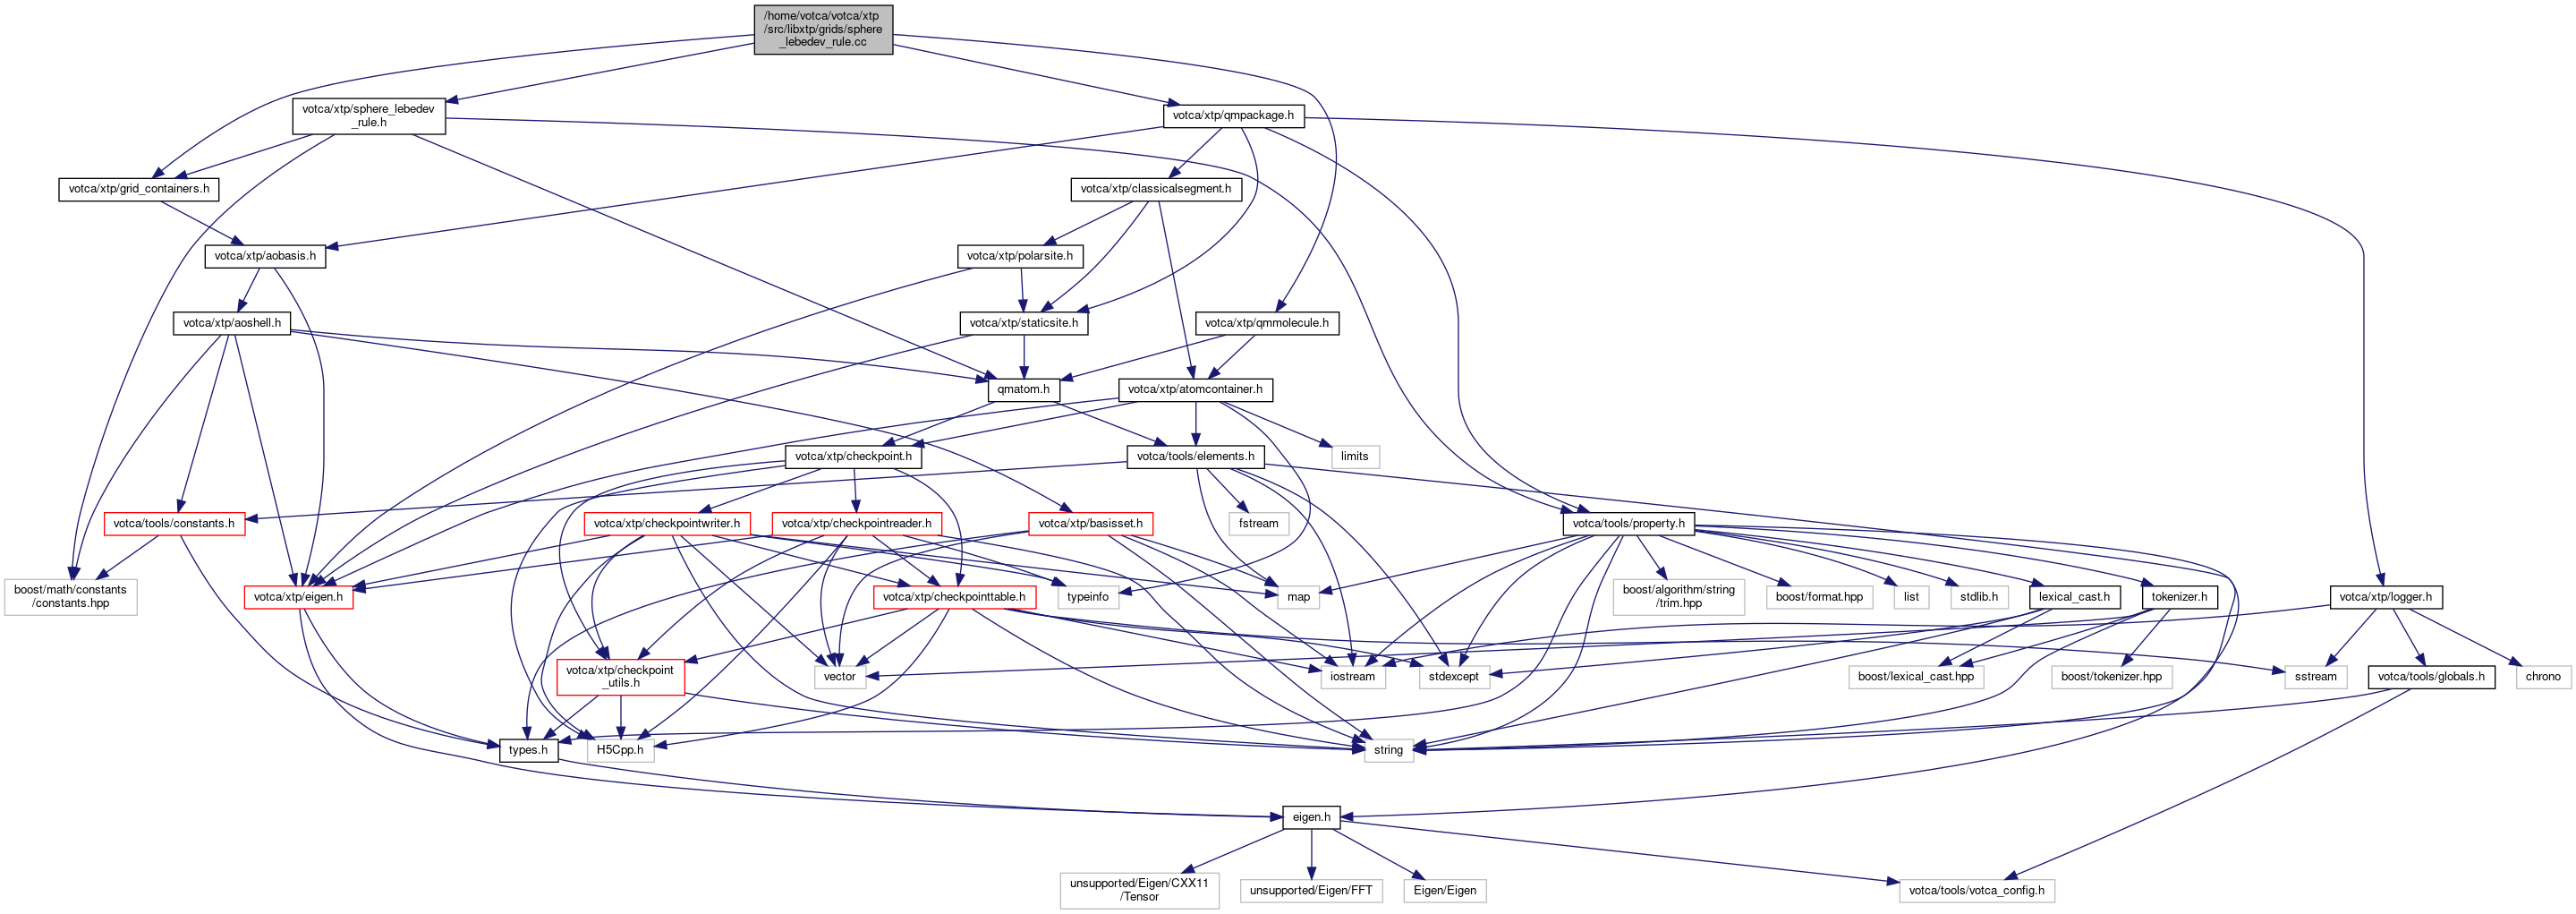 /home/votca/votca/xtp
/src/libxtp/grids/sphere
_lebedev_rule.cc
votca/xtp/sphere_lebedev
_rule.h
votca/xtp/qmpackage.h
votca/xtp/grid_containers.h
votca/xtp/classicalsegment.h
votca/xtp/aobasis.h
votca/xtp/polarsite.h
votca/xtp/aoshell.h
votca/xtp/staticsite.h
votca/xtp/qmmolecule.h
qmatom.h
votca/xtp/atomcontainer.h
votca/xtp/checkpoint.h
votca/tools/elements.h
limits
votca/tools/constants.h
votca/xtp/checkpointwriter.h
votca/xtp/checkpointreader.h
votca/xtp/basisset.h
fstream
votca/tools/property.h
boost/math/constants
/constants.hpp
votca/xtp/eigen.h
votca/xtp/checkpointtable.h
typeinfo
map
boost/algorithm/string
/trim.hpp
boost/format.hpp
list
stdlib.h
lexical_cast.h
tokenizer.h
votca/xtp/logger.h
votca/xtp/checkpoint
_utils.h
vector
iostream
stdexcept
boost/lexical_cast.hpp
boost/tokenizer.hpp
sstream
votca/tools/globals.h
chrono
types.h
H5Cpp.h
string
eigen.h
unsupported/Eigen/CXX11
/Tensor
unsupported/Eigen/FFT
Eigen/Eigen
votca/tools/votca_config.h